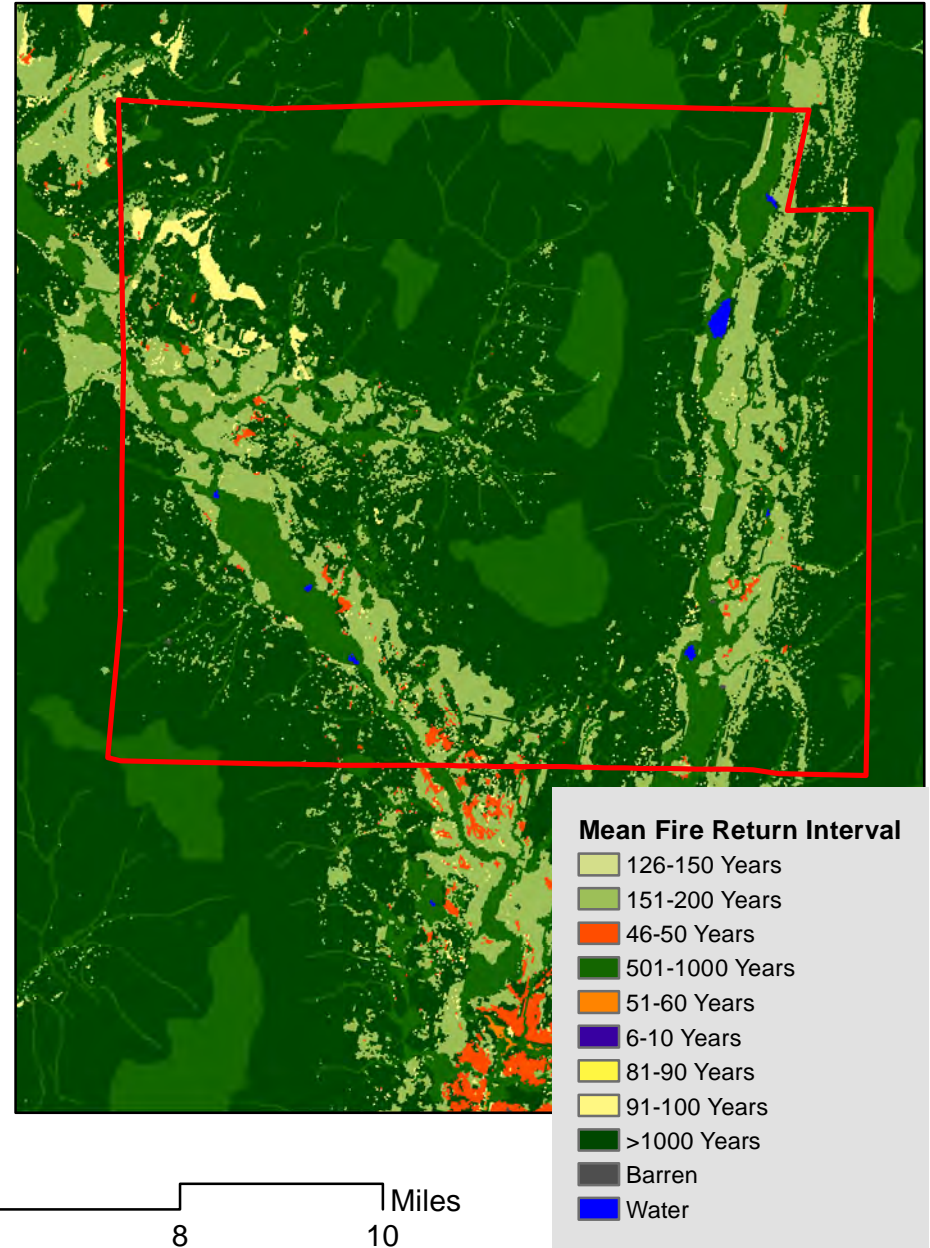 Mean Fire Return Interval
126-150 Years
151-200 Years
46-50 Years
501-1000 Years
51-60 Years
6-10 Years
81-90 Years
91-100 Years
>1000 Years
Barren
Water
Miles
8 10